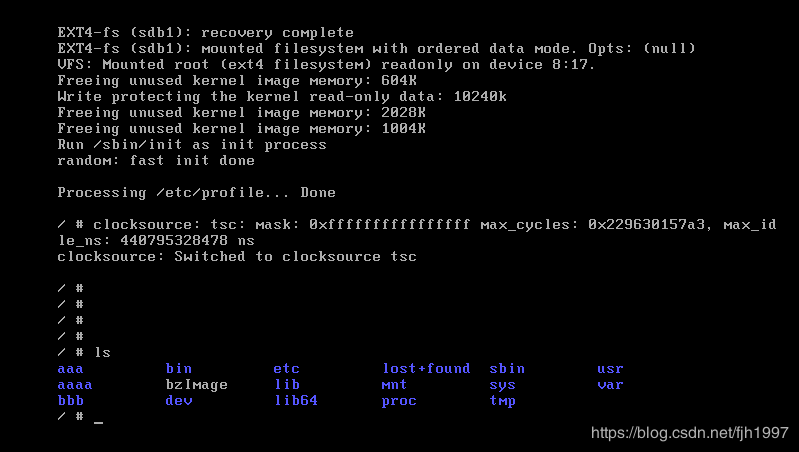 EXT4-fs (sdb1): recovery complete
EXT4-fs (sdb1): mounted filesystem with ordered data mode. Opts: (null)
VFS: Mounted root (ext4 filesystem) readonly on device 8:17.
Freeing unused kernel image memory: 604K
Write protecting the kernel read-only data: 10240k
Freeing unused kernel image memory: 2028K
Freeing unused kernel image memory: 1004K
Run /sbin/init as init process
random: fast init done
Processing /etc/profile... Done
/ # clocksource: tsc: mask: 0xffffffffffffffff max_cycles: 0x229630157a3, max_id
le_ns: 440795328478 ns
clocksource: Switched to clocksource tsc
/ #
/ #
/ #
/ #
/ # ls
aaa bin etc lost+found sbin usr
aaaa bzImage lib mnt sys var
bbb dev lib64 proc tmp
/ # _
https://blog.csdn.net/fjh1997